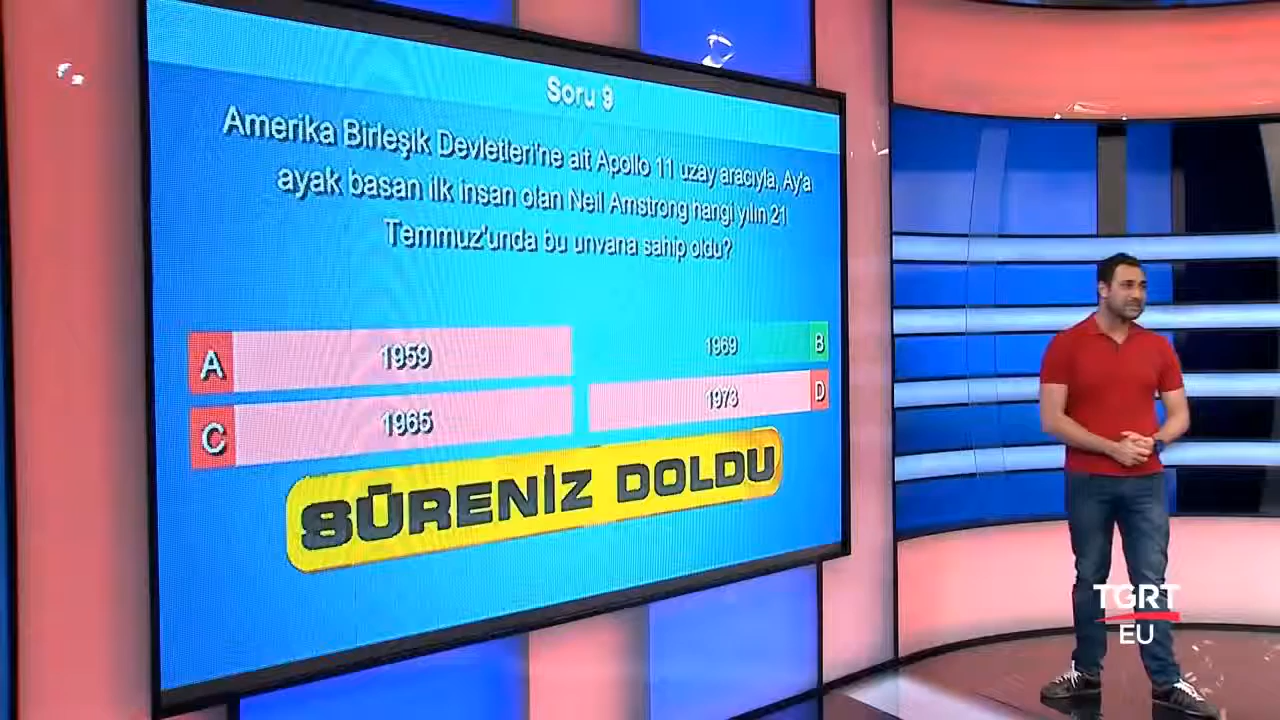 Soru 9
Amerika Birleşik Devletleri'ne ait Apollo 11 uzay aracıyla, Ay'a
ayak basan ilk insan olan Neil Amstrong hangi yılın 21
Temmuz'unda bu unvana sahip oldu?
A 1959
1969 B
C 1965
1973 D
SÜRENİZ DOLDU
TGRT
EU